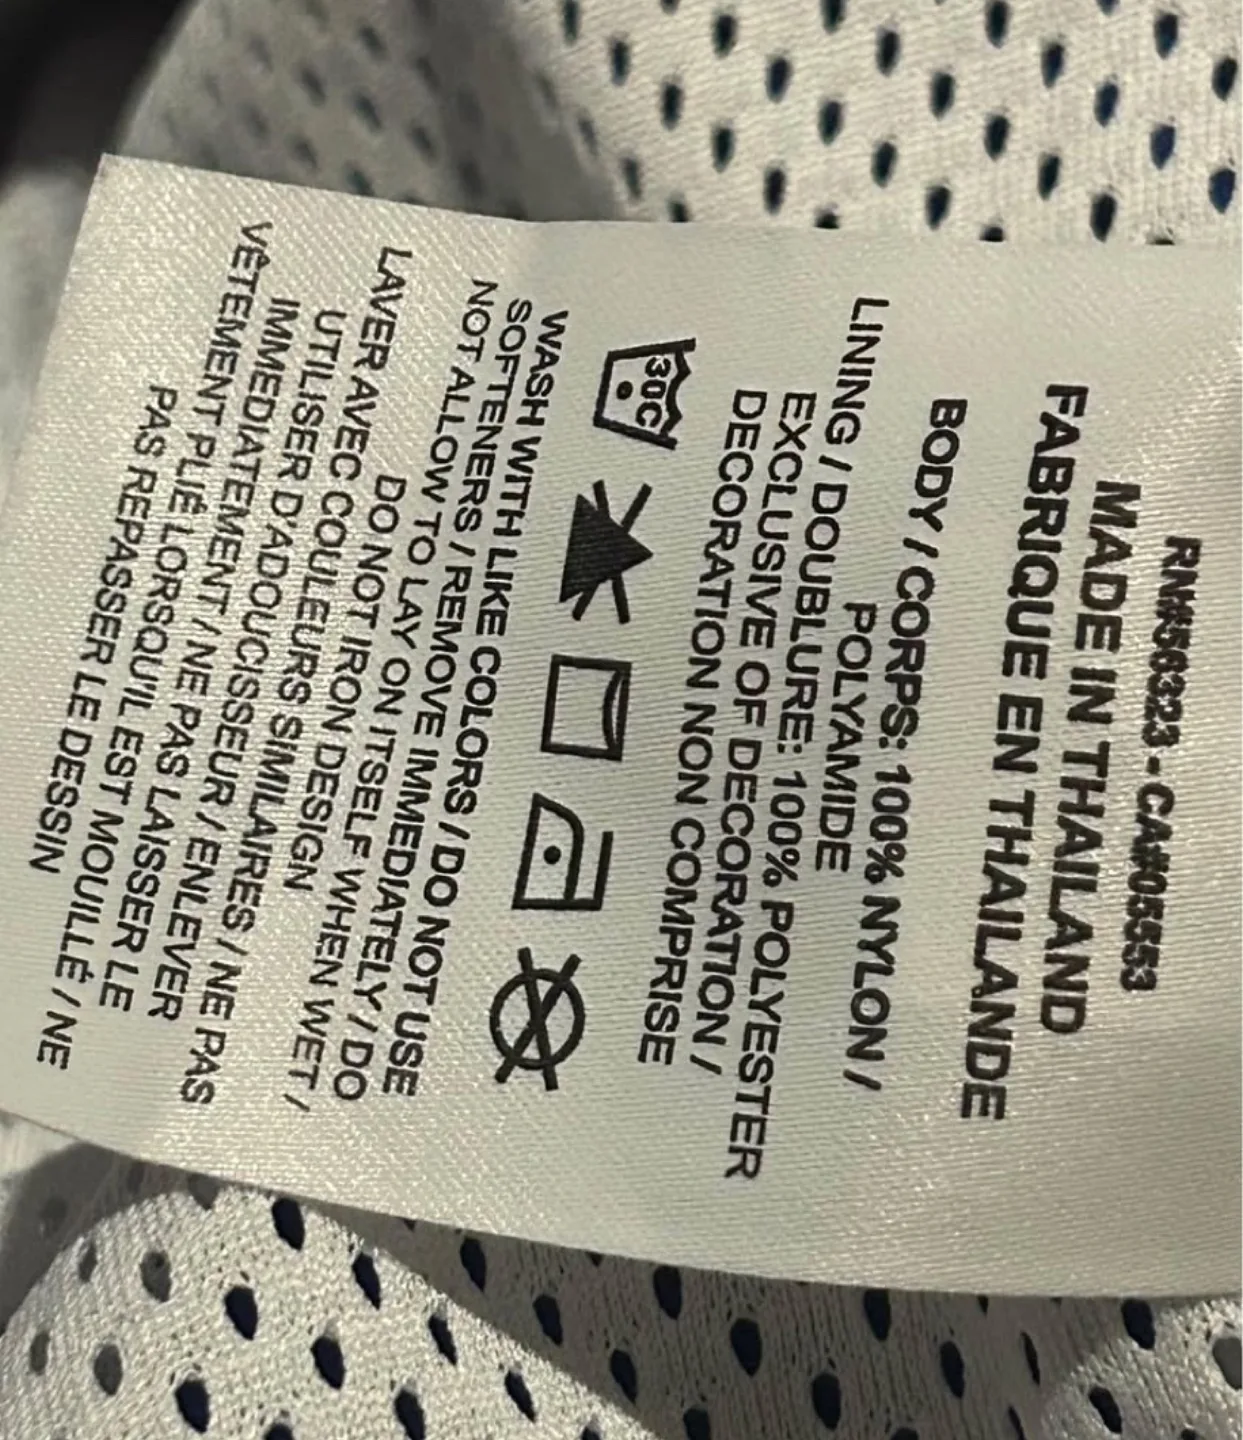 RN#56323 - CA#05553
MADE IN THAILAND
FABRIQUE EN THAILANDE
BODY / CORPS: 100% NYLON /
POLYAMIDE
LINING / DOUBLURE: 100% POLYESTER
EXCLUSIVE OF DECORATION /
DECORATION NON COMPRISE
30C
WASH WITH LIKE COLORS / DO NOT USE
SOFTENERS / REMOVE IMMEDIATELY / DO
NOT ALLOW TO LAY ON ITSELF WHEN WET /
DO NOT IRON DESIGN
LAVER AVEC COULEURS SIMILAIRES / NE PAS
UTILISER D'ADOUCISSEUR / ENLEVER
IMMEDIATEMENT / NE PAS LAISSER LE
VÊTEMENT PLIÉ LORSQU'IL EST MOUILLÉ / NE
PAS REPASSER LE DESSIN